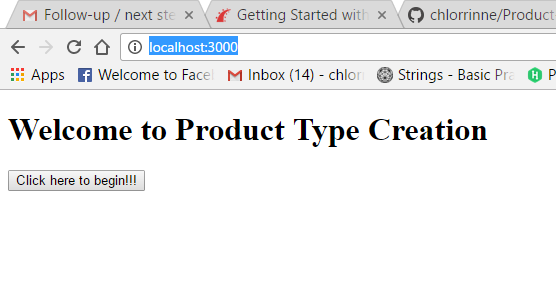 Follow-up / next ste
Getting Started with
chlorrinne/Product
localhost:3000
Apps
Welcome to Face
Inbox (14) - chlor
Strings - Basic Pra
Welcome to Product Type Creation
Click here to begin!!!